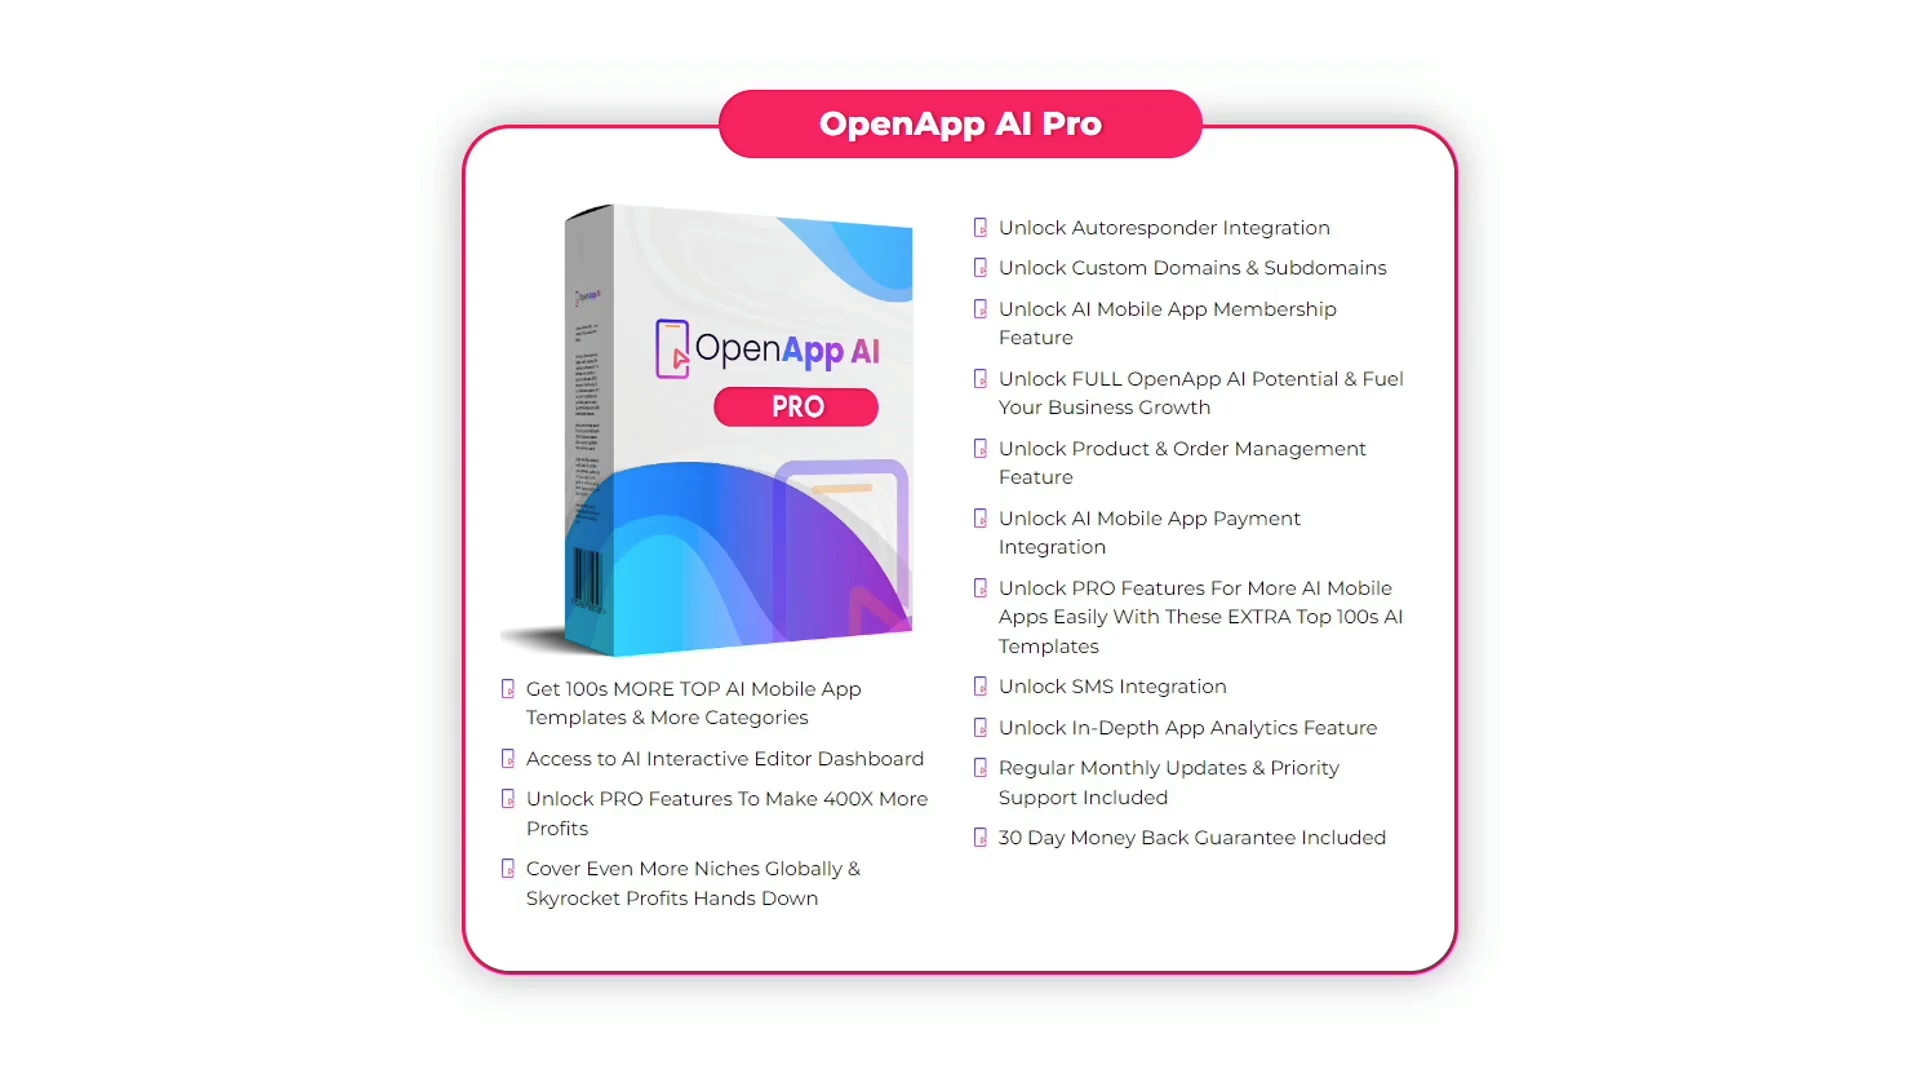 OpenApp AI Pro
OpenApp AI
OpenApp AI
PRO
Get 100s MORE TOP AI Mobile App
Templates & More Categories
Access to AI Interactive Editor Dashboard
Unlock PRO Features To Make 400X More
Profits
Cover Even More Niches Globally &
Skyrocket Profits Hands Down
Unlock Autoresponder Integration
Unlock Custom Domains & Subdomains
Unlock AI Mobile App Membership
Feature
Unlock FULL OpenApp AI Potential & Fuel
Your Business Growth
Unlock Product & Order Management
Feature
Unlock AI Mobile App Payment
Integration
Unlock PRO Features For More AI Mobile
Apps Easily With These EXTRA Top 100s AI
Templates
Unlock SMS Integration
Unlock In-Depth App Analytics Feature
Regular Monthly Updates & Priority
Support Included
30 Day Money Back Guarantee Included